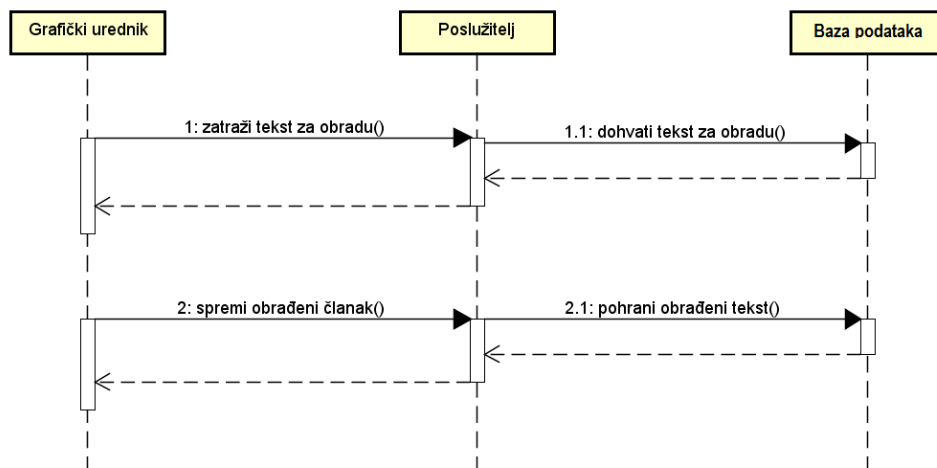 Grafički urednik
Poslužitelj
Baza podataka
1: zatraži tekst za obradu()
1.1: dohvati tekst za obradu()
2: spremi obrađeni članak()
2.1: pohrani obrađeni tekst()